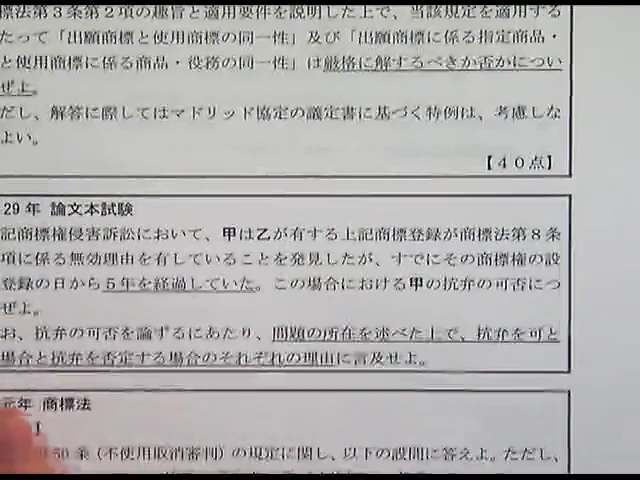 標法第３条第２項の趣旨と適用要件を説明した上で、当該規定を適用する
たって「出願商標と使用商標の同一性」及び「出願商標に係る指定商品・
と使用商標に係る商品・役務の同一性」は厳格に解するべきか否かについ
ぜよ。
だし、解答に際してはマドリッド協定の議定書に基づく特例は、考慮しな
よい。
【４０点】
29年 論文本試験
記商標権侵害訴訟において、甲は乙が有する上記商標登録が商標法第８条
項に係る無効理由を有していることを発見したが、すでにその商標権の設
登録の日から５年を経過していた。この場合における甲の抗弁の可否につ
ぜよ。
お、抗弁の可否を論ずるにあたり、問題の所在を述べた上で、抗弁を可と
場合と抗弁を否定する場合のそれぞれの理由に言及せよ。
元年 商標法
50条（不使用取消審判）の規定に関し、以下の設問に答えよ。ただし、